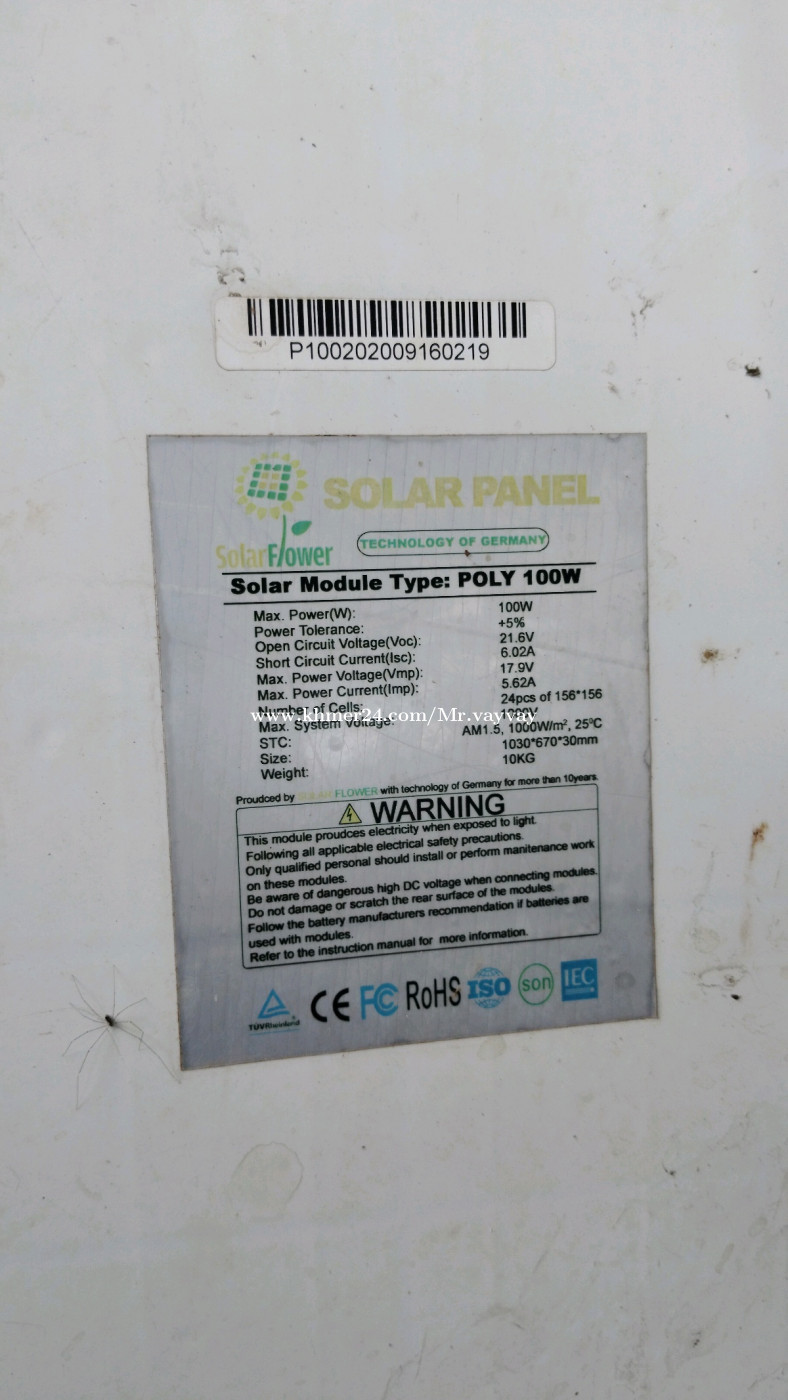 P100202009160219
SOLAR PANEL
SolarFlower
TECHNOLOGY OF GERMANY
Solar Module Type: POLY 100W
Max. Power(W): 100W
Power Tolerance: +5%
Open Circuit Voltage(Voc): 21.6V
Short Circuit Current(Isc): 6.02A
Max. Power Voltage(Vmp): 17.9V
Max. Power Current(Imp): 5.62A
Number of Cells: 24pcs of 156*156
www.khmer24.com/Mr.vayvay
Max. System Voltage: 1000V
STC: AM1.5, 1000W/m², 25°C
Size: 1030*670*30mm
Weight: 10KG
Proudced by SOLAR FLOWER with technology of Germany for more than 10years.
WARNING
This module proudces electricity when exposed to light.
Following all applicable electrical safety precautions.
Only qualified personal should install or perform manitenance work
on these modules.
Be aware of dangerous high DC voltage when connecting modules.
Do not damage or scratch the rear surface of the modules.
Follow the battery manufacturers recommendation if batteries are
used with modules.
Refer to the instruction manual for more information.
TÜVRheinland CE FC RoHS ISO son IEC